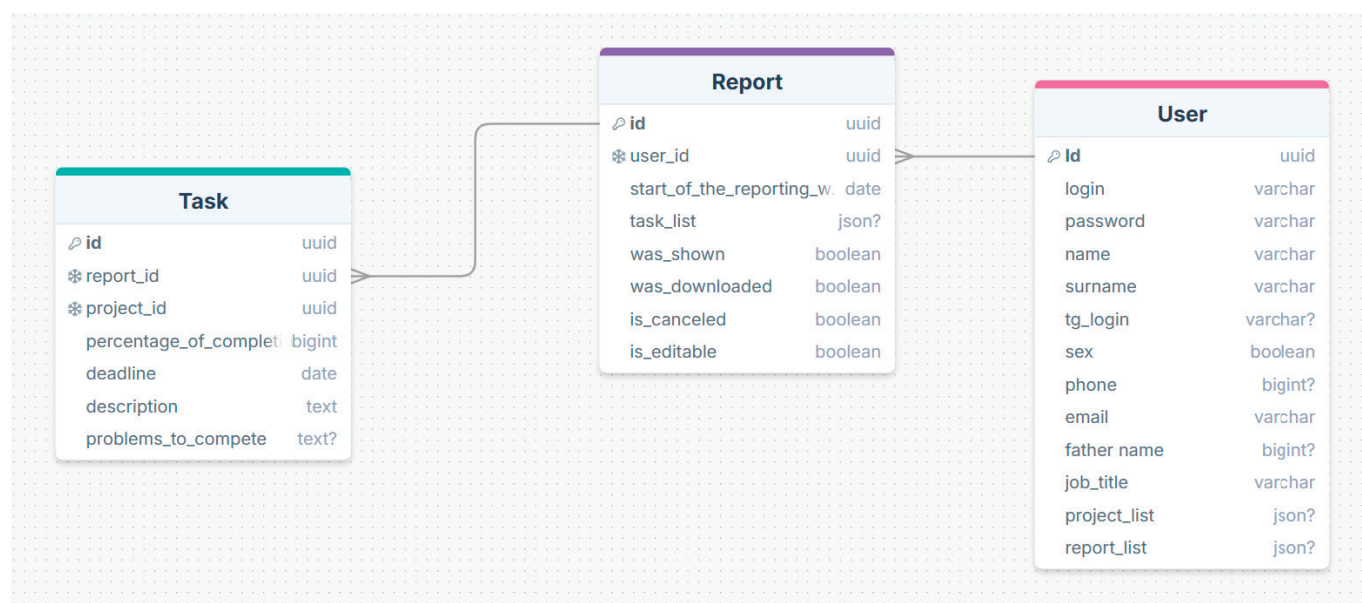 Task
id uuid
report_id uuid
project_id uuid
percentage_of_completi bigint
deadline date
description text
problems_to_compete text?
Report
id uuid
user_id uuid
start_of_the_reporting_w. date
task_list json?
was_shown boolean
was_downloaded boolean
is_canceled boolean
is_editable boolean
User
Id uuid
login varchar
password varchar
name varchar
surname varchar
tg_login varchar?
sex boolean
phone bigint?
email varchar
father name bigint?
job_title varchar
project_list json?
report_list json?